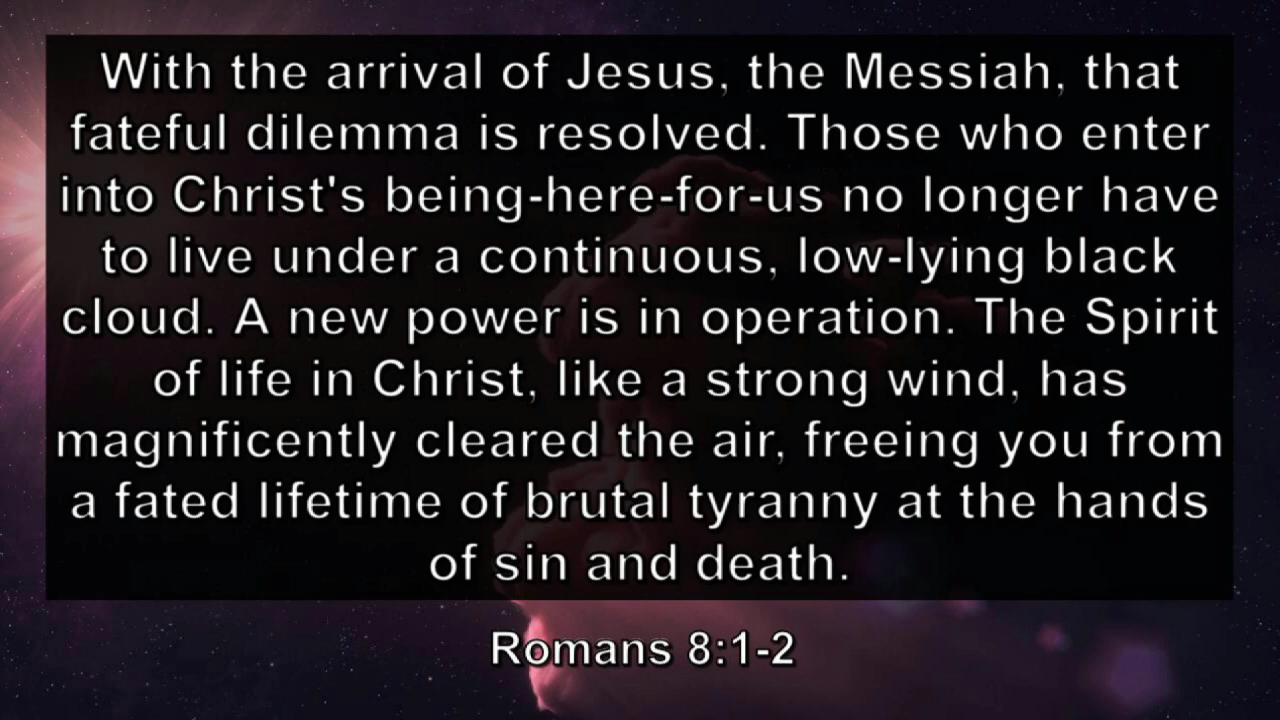 With the arrival of Jesus, the Messiah, that
fateful dilemma is resolved. Those who enter
into Christ's being-here-for-us no longer have
to live under a continuous, low-lying black
cloud. A new power is in operation. The Spirit
of life in Christ, like a strong wind, has
magnificently cleared the air, freeing you from
a fated lifetime of brutal tyranny at the hands
of sin and death.
Romans 8:1-2